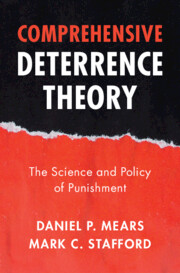 COMPREHENSIVE
DETERRENCE
THEORY
The Science and Policy
of Punishment
DANIEL P. MEARS
MARK C. STAFFORD